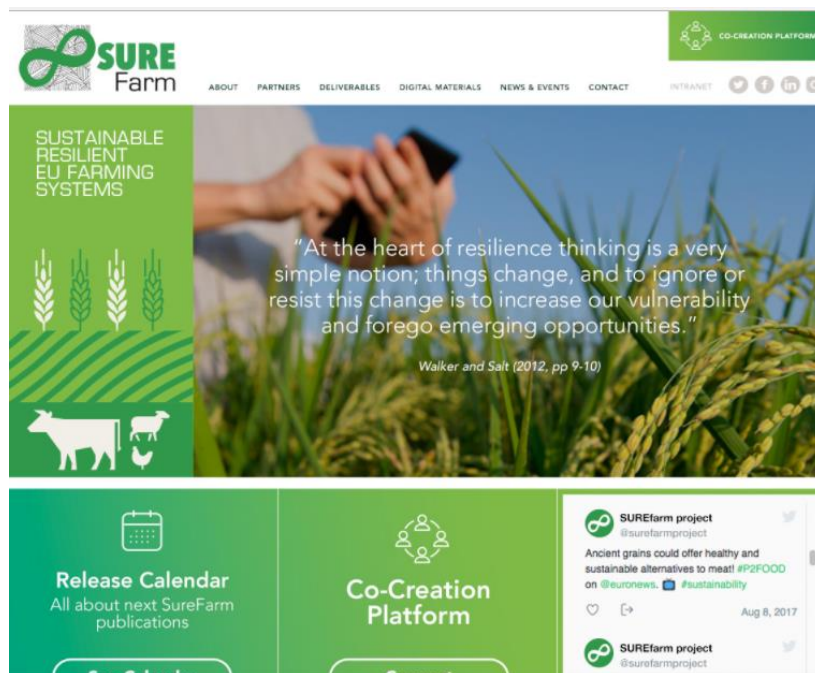 SURE
Farm
CO-CREATION PLATFORM
ABOUT PARTNERS DELIVERABLES DIGITAL MATERIALS NEWS & EVENTS CONTACT INTRANET
SUSTAINABLE
RESILIENT
EU FARMING
SYSTEMS
“At the heart of resilience thinking is a very
simple notion; things change, and to ignore or
resist this change is to increase our vulnerability
and forego emerging opportunities.”
Walker and Salt (2012, pp 9-10)
Release Calendar
All about next SureFarm
publications
Co-Creation
Platform
SUREfarm project
@surefarmproject
Ancient grains could offer healthy and
sustainable alternatives to meat! #P2FOOD
on @euronews. #sustainability
Aug 8, 2017
SUREfarm project
@surefarmproject